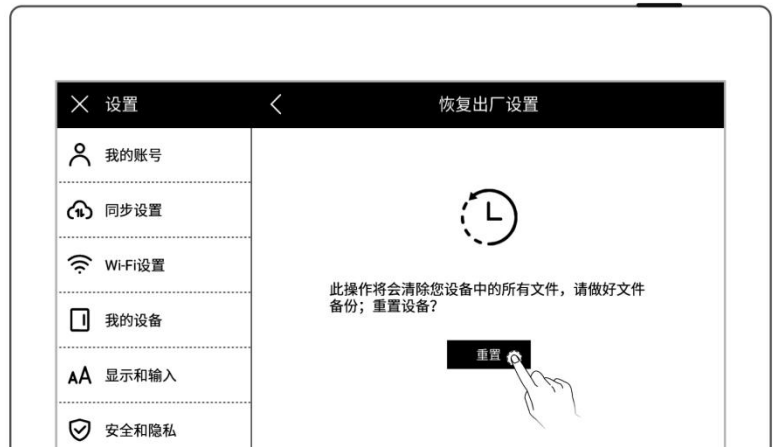 设置
恢复出厂设置
我的账号
同步设置
Wi-Fi设置
我的设备
AA 显示和输入
安全和隐私
此操作将会清除您设备中的所有文件，请做好文件
备份；重置设备？
重置